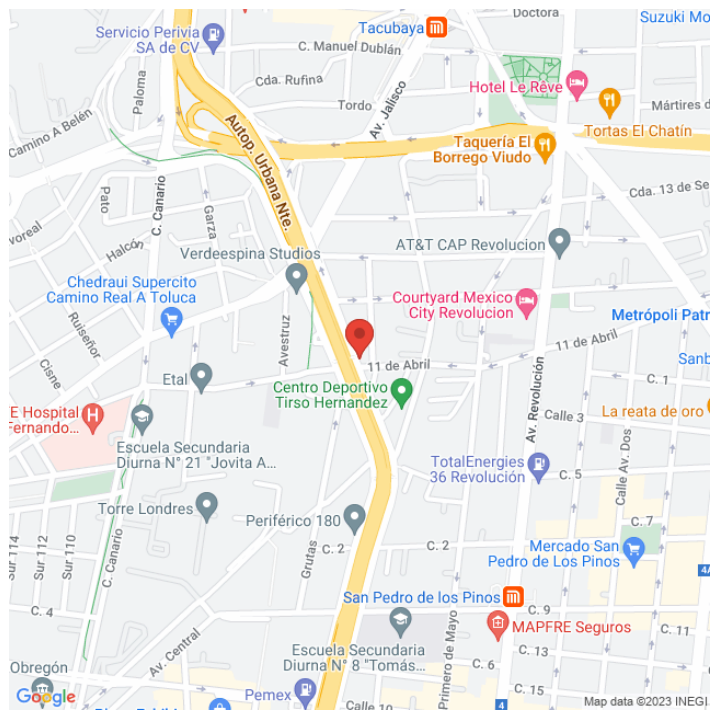 Doctora
Suzuki Mo
Tacubaya
Servicio Perivia
SA de CV
C. Manuel Dublán
Cda. Rufina
Hotel Le Rêve
Paloma
Tordo
Av. Jalisco
Mártires d
Tortas El Chatín
Camino A Belén
Autop. Urbana Nte.
Taquería El
Borrego Viudo
Pato
C. Canario
Garza
Cda. 13 de Se
voreal
Halcón
Verdeespina Studios
AT&T CAP Revolucion
Chedraui Supercito
Camino Real A Toluca
Courtyard Mexico
City Revolucion
Metrópoli Patr
Ruiseñor
Avestruz
11 de Abril
Cisne
11 de Abril
Sanb
Etal
Centro Deportivo
Tirso Hernandez
C. 1
Av. Revolución
E Hospital
Fernando...
Calle 3
La reata de oro
Escuela Secundaria
Diurna N° 21 "Jovita A...
TotalEnergies
36 Revolución
C. 5
Calle Av. Dos
Torre Londres
Periférico 180
C. 7
Sur 114
Sur 112
Sur 110
C. Canario
Grutas
C. 2
C. 2
Mercado San
Pedro de Los Pinos
4
San Pedro de los Pinos
C. 4
C. 9
MAPFRE Seguros
Av. Central
Escuela Secundaria
Diurna N° 8 "Tomás...
Primero de Mayo
C. 11
C. 13
C. 6
C. 15
Obregón
Google
Pemex
Calle 10
Map data ©2023 INEGI